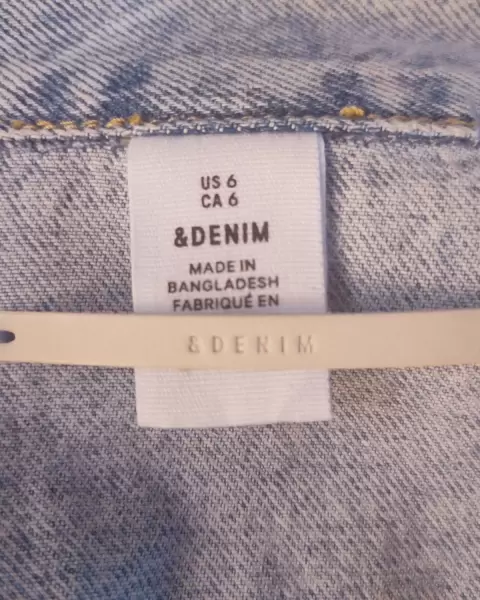 US 6
CA 6
&DENIM
MADE IN
BANGLADESH
FABRIQUÉ EN
&DENIM